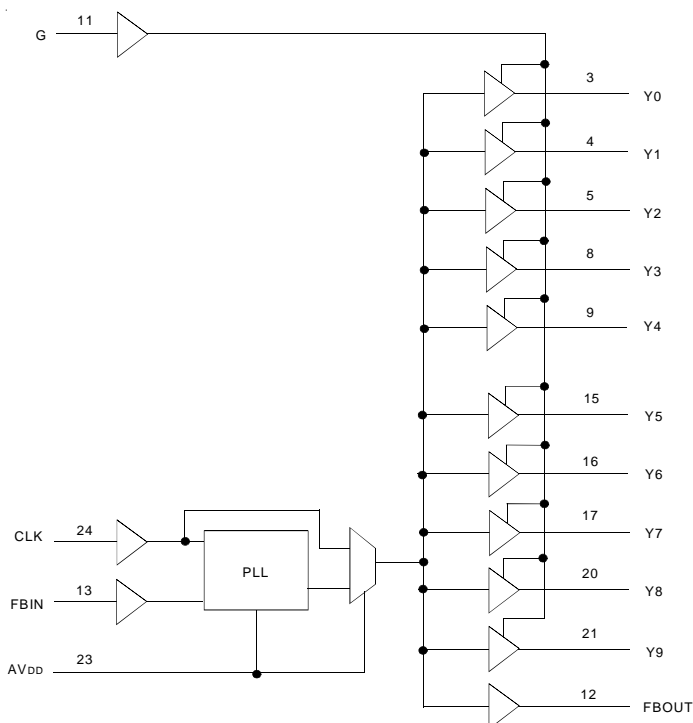 G 11
3 Y0
4 Y1
5 Y2
8 Y3
9 Y4
15 Y5
16 Y6
17 Y7
CLK 24
PLL
20 Y8
FBIN 13
21 Y9
AVDD 23
12 FBOUT